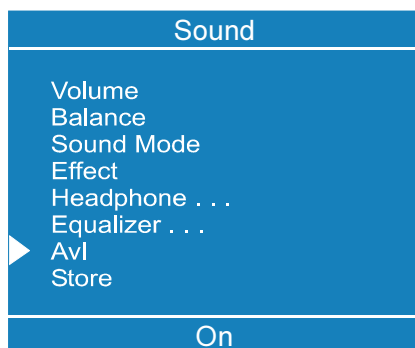 Sound
Volume
Balance
Sound Mode
Effect
Headphone . . .
Equalizer . . .
Avl
Store
On